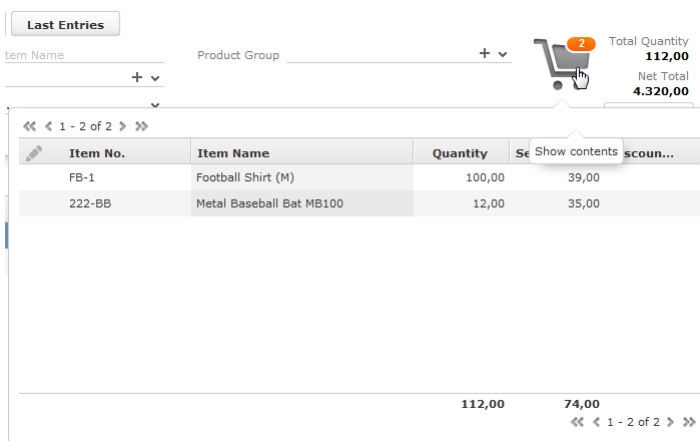 Last Entries
tem Name
Product Group
2
Total Quantity
112,00
Net Total
4.320,00
1 - 2 of 2
Item No. Item Name Quantity Se scoun...
Show contents
FB-1 Football Shirt (M) 100,00 39,00
222-BB Metal Baseball Bat MB100 12,00 35,00
112,00 74,00
1 - 2 of 2